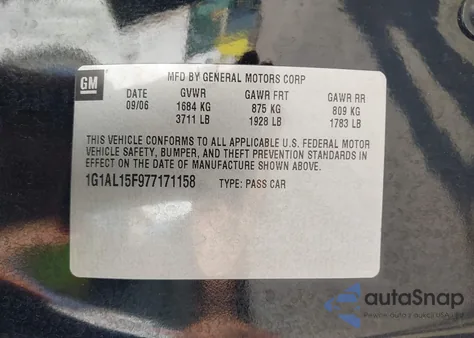 MFD BY GENERAL MOTORS CORP
GM
DATE GVWR GAWR FRT GAWR RR
09/06 1684 KG 875 KG 809 KG
3711 LB 1928 LB 1783 LB
THIS VEHICLE CONFORMS TO ALL APPLICABLE U.S. FEDERAL MOTOR
VEHICLE SAFETY, BUMPER, AND THEFT PREVENTION STANDARDS IN
EFFECT ON THE DATE OF MANUFACTURE SHOWN ABOVE.
1G1AL15F977171158 TYPE: PASS CAR
autaSnap